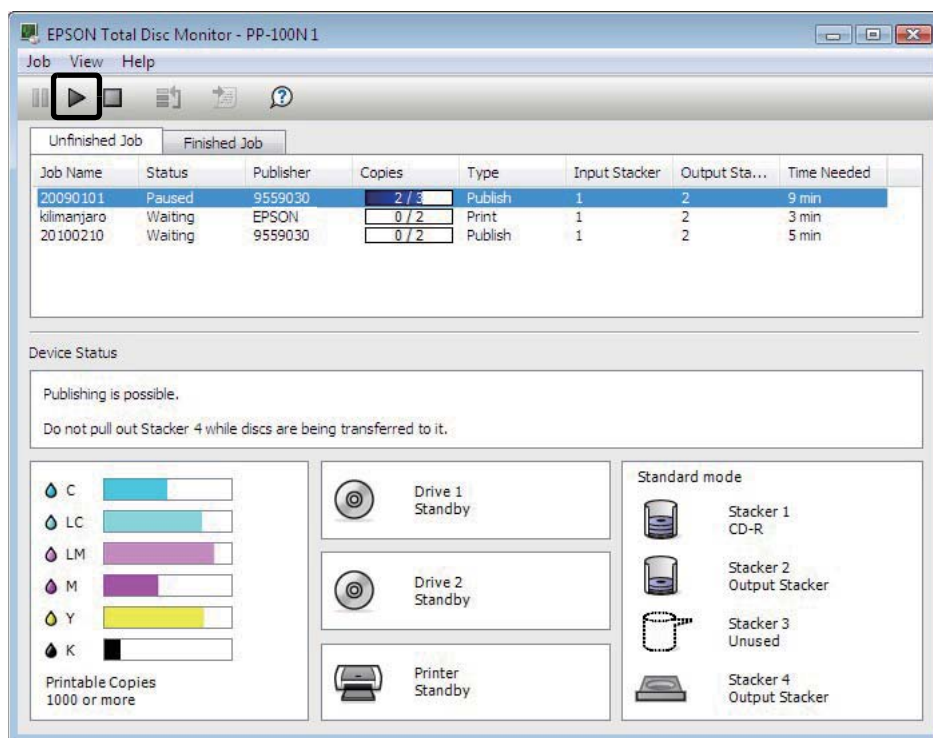 EPSON Total Disc Monitor - PP-100N 1
Job View Help
Unfinished Job Finished Job
Job Name Status Publisher Copies Type Input Stacker Output Sta... Time Needed
20090101 Paused 9559030 2 / 3 Publish 1 2 9 min
kilimanjaro Waiting EPSON 0 / 2 Print 1 2 3 min
20100210 Waiting 9559030 0 / 2 Publish 1 2 5 min
Device Status
Publishing is possible.
Do not pull out Stacker 4 while discs are being transferred to it.
C
LC
LM
M
Y
K
Printable Copies
1000 or more
Drive 1
Standby
Drive 2
Standby
Printer
Standby
Standard mode
Stacker 1
CD-R
Stacker 2
Output Stacker
Stacker 3
Unused
Stacker 4
Output Stacker